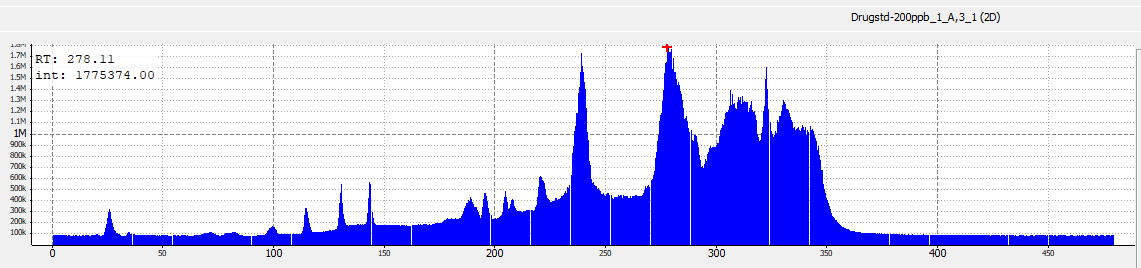 Drugstd-200ppb_1_A,3_1 (2D)
1.8M
RT: 278.11
1.7M
1.6M
int: 1775374.00
1.5M
1.4M
1.3M
1.2M
1.1M
1M
900k
800k
700k
600k
500k
400k
300k
200k
100k
0 50 100 150 200 250 300 350 400 450